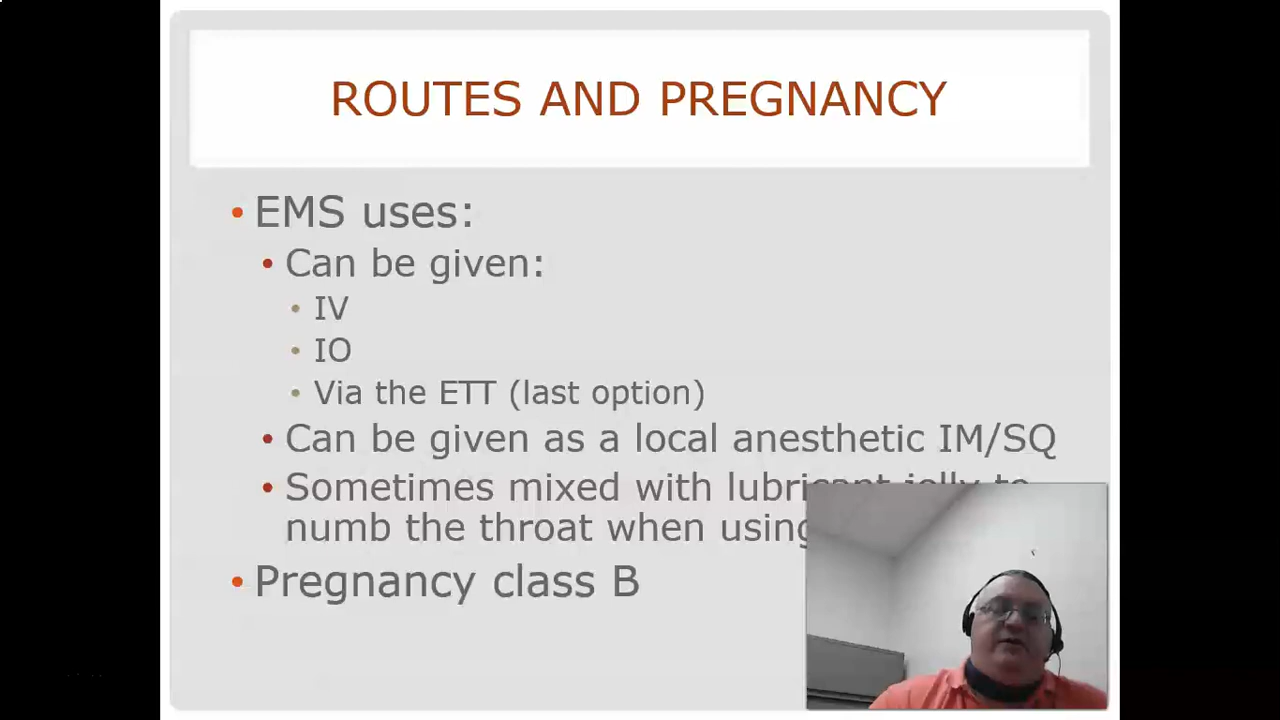 ROUTES AND PREGNANCY
• EMS uses:
• Can be given:
• IV
• IO
• Via the ETT (last option)
• Can be given as a local anesthetic IM/SQ
• Sometimes mixed with lubricant jelly to
numb the throat when using
• Pregnancy class B